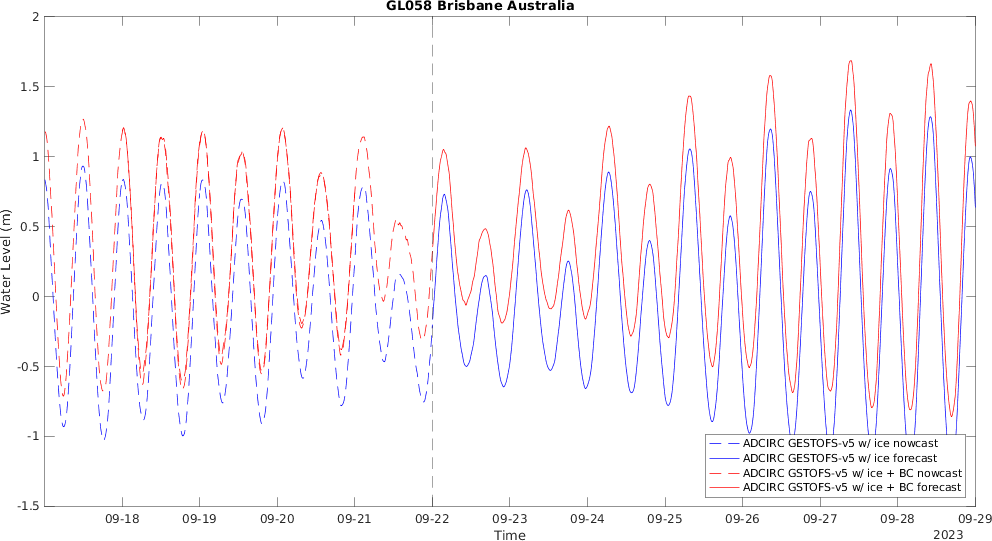 GL058 Brisbane Australia
2
1.5
1
0.5
0
-0.5
-1
-1.5
Water Level (m)
ADCIRC GESTOFS-v5 w/ ice nowcast
ADCIRC GESTOFS-v5 w/ ice forecast
ADCIRC GSTOFS-v5 w/ ice + BC nowcast
ADCIRC GSTOFS-v5 w/ ice + BC forecast
09-18 09-19 09-20 09-21 09-22 09-23 09-24 09-25 09-26 09-27 09-28 09-29
Time
2023